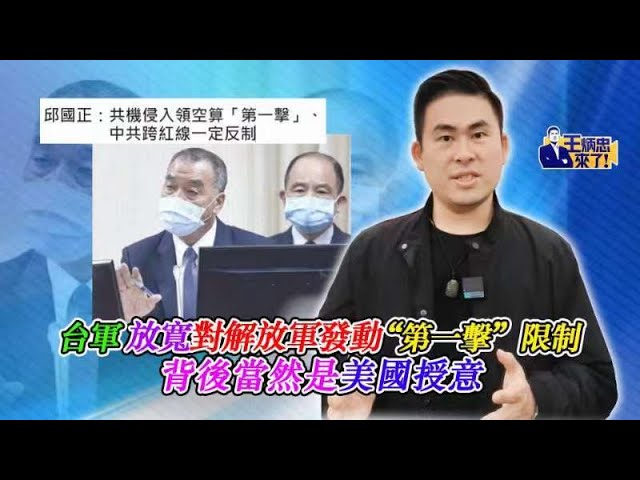 邱國正：共機侵入領空算「第一擊」、
中共跨紅線一定反制
王炳忠
來了!
台軍 放寬對解放軍發動“第一擊”限制
背後當然是美國授意